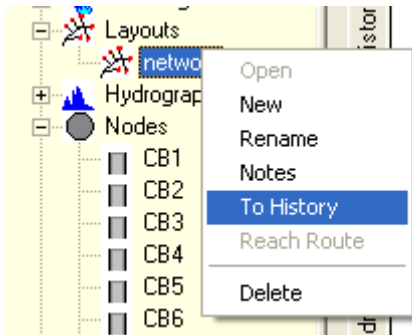 Layouts
netwo
Hydrograp
Nodes
CB1
CB2
CB3
CB4
CB5
CB6
Open
New
Rename
Notes
To History
Reach Route
Delete
istor
dr